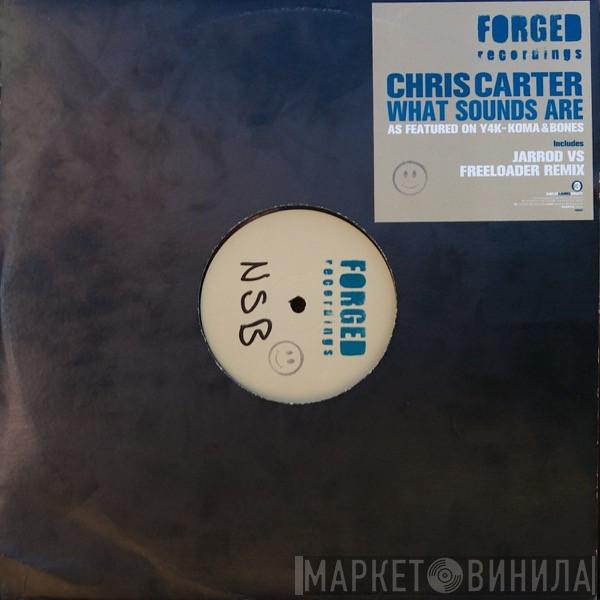 FORGED
recordings
CHRIS CARTER
WHAT SOUNDS ARE
AS FEATURED ON Y4K-KOMA&BONES
Includes
JARROD VS
FREELOADER REMIX
FORGED
recordings
NSB
МАРКЕТ ВИНИЛА